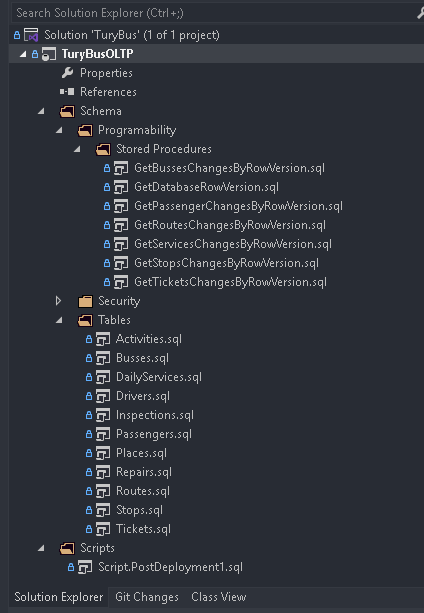 Search Solution Explorer (Ctrl+;)
Solution 'TuryBus' (1 of 1 project)
TuryBusOLTP
Properties
References
Schema
Programability
Stored Procedures
GetBussesChangesByRowVersion.sql
GetDatabaseRowVersion.sql
GetPassengerChangesByRowVersion.sql
GetRoutesChangesByRowVersion.sql
GetServicesChangesByRowVersion.sql
GetStopsChangesByRowVersion.sql
GetTicketsChangesByRowVersion.sql
Security
Tables
Activities.sql
Busses.sql
DailyServices.sql
Drivers.sql
Inspections.sql
Passengers.sql
Places.sql
Repairs.sql
Routes.sql
Stops.sql
Tickets.sql
Scripts
Script.PostDeployment1.sql
Solution Explorer Git Changes Class View